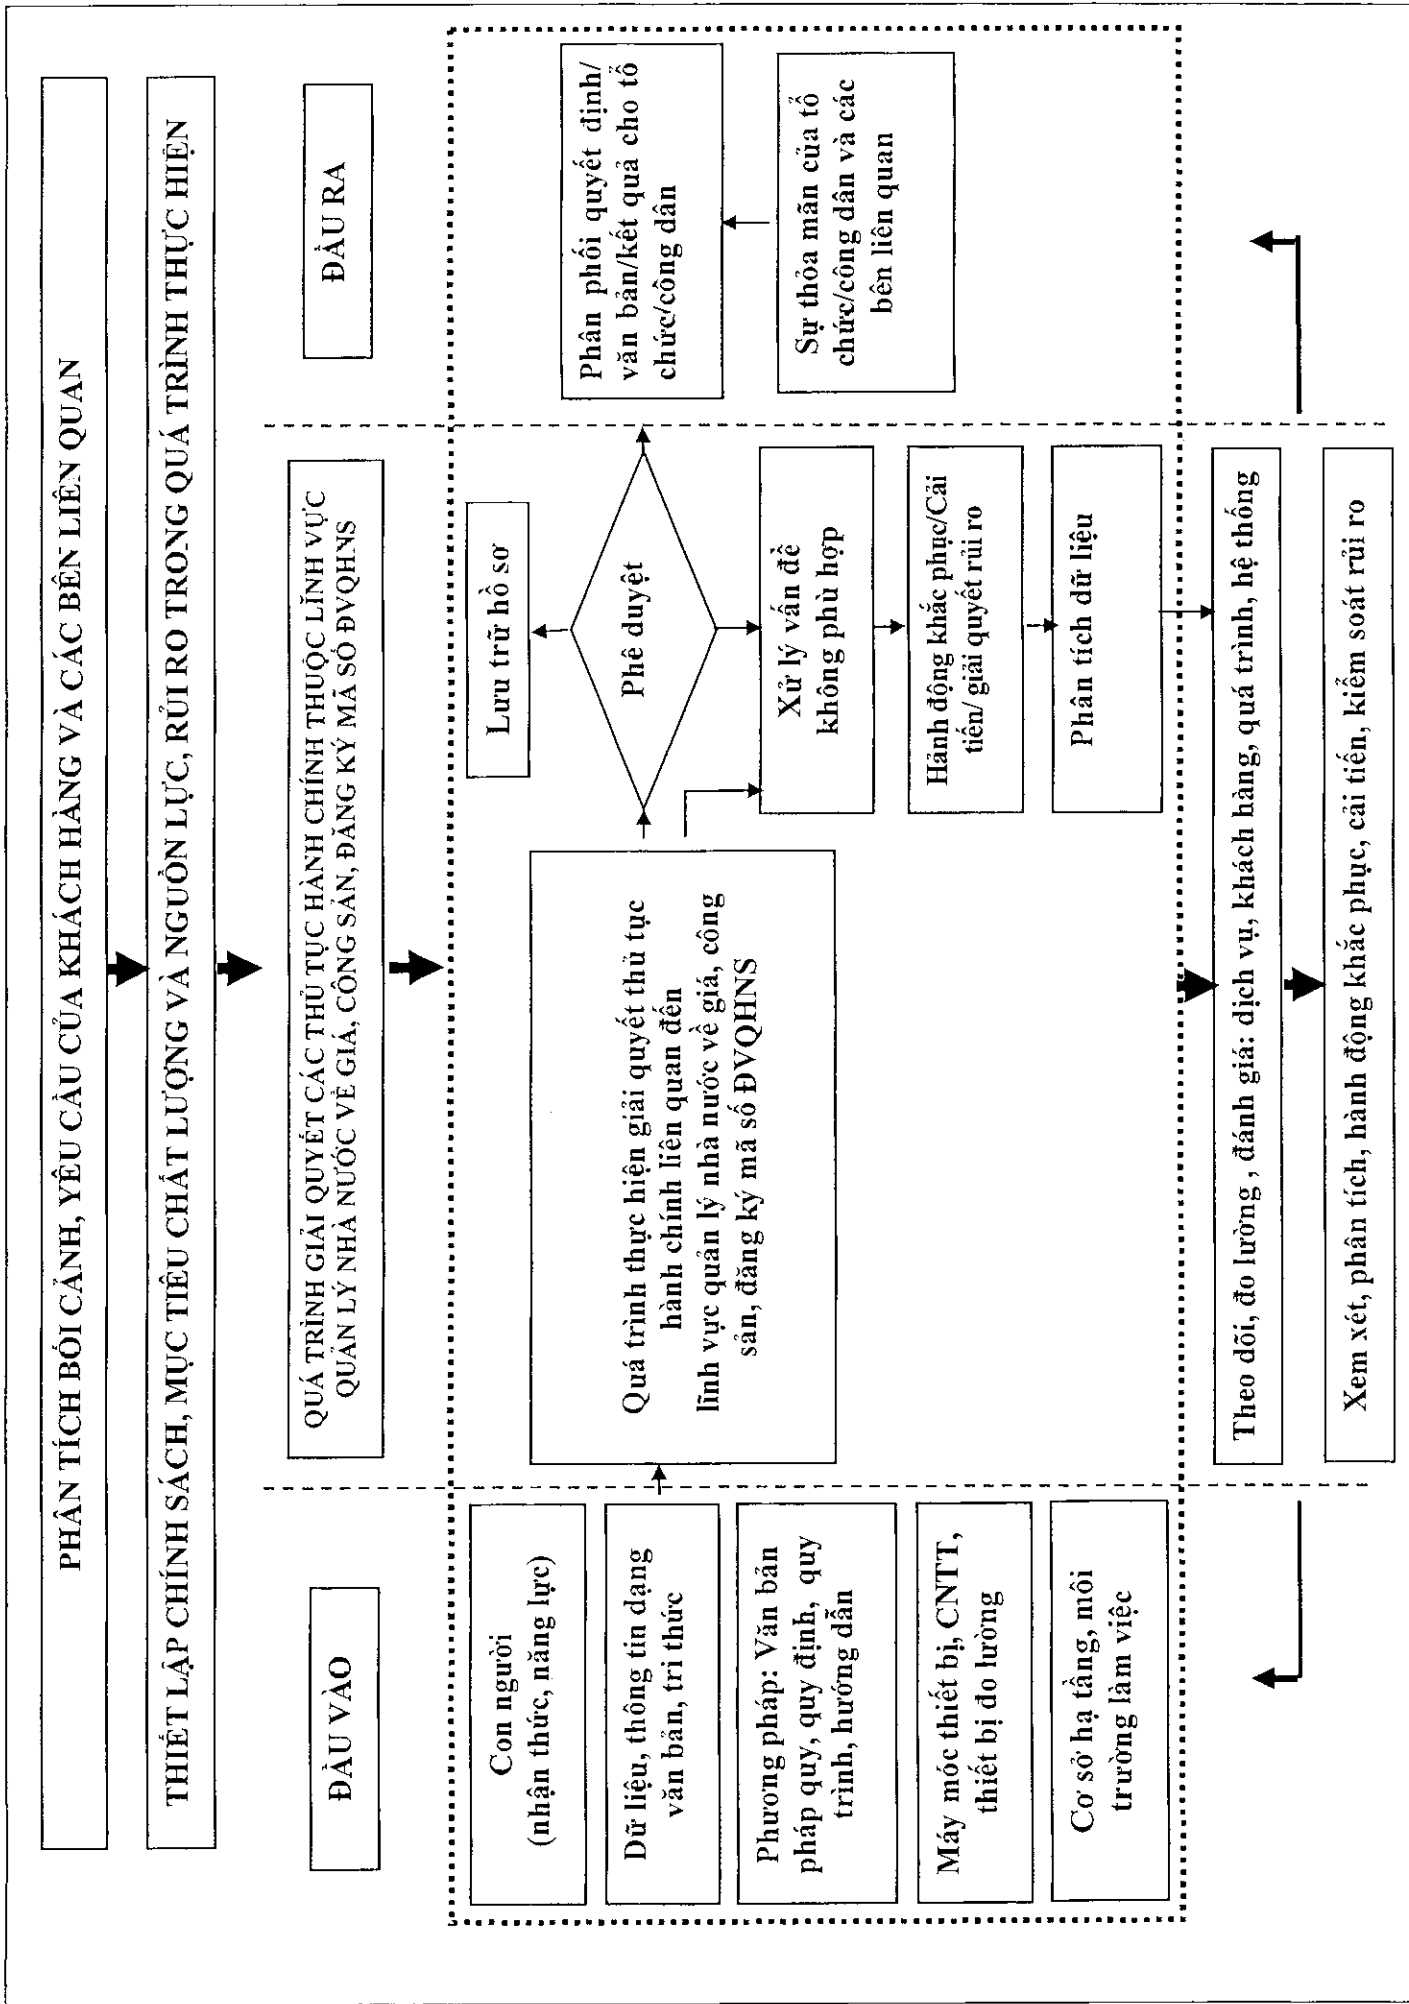 PHÂN TÍCH BỐI CẢNH, YÊU CẦU CỦA KHÁCH HÀNG VÀ CÁC BÊN LIÊN QUAN
THIẾT LẬP CHÍNH SÁCH, MỤC TIÊU CHẤT LƯỢNG VÀ NGUỒN LỰC, RỦI RO TRONG QUÁ TRÌNH THỰC HIỆN
ĐẦU VÀO
QUÁ TRÌNH GIẢI QUYẾT CÁC THỦ TỤC HÀNH CHÍNH THUỘC LĨNH VỰC
QUẢN LÝ NHÀ NƯỚC VỀ GIÁ, CÔNG SẢN, ĐĂNG KÝ MÃ SỐ ĐVQHNS
ĐẦU RA
Con người
(nhận thức, năng lực)
Dữ liệu, thông tin dạng
văn bản, tri thức
Phương pháp: Văn bản
pháp quy, quy định, quy
trình, hướng dẫn
Máy móc thiết bị, CNTT,
thiết bị đo lường
Cơ sở hạ tầng, môi
trường làm việc
Quá trình thực hiện giải quyết thủ tục
hành chính liên quan đến
lĩnh vực quản lý nhà nước về giá, công
sản, đăng ký mã số ĐVQHNS
Lưu trữ hồ sơ
Phê duyệt
Xử lý vấn đề
không phù hợp
Hành động khắc phục/Cải
tiến/ giải quyết rủi ro
Phân tích dữ liệu
Phân phối quyết định/
văn bản/kết quả cho tổ
chức/công dân
Sự thỏa mãn của tổ
chức/công dân và các
bên liên quan
Theo dõi, đo lường , đánh giá: dịch vụ, khách hàng, quá trình, hệ thống
Xem xét, phân tích, hành động khắc phục, cải tiến, kiểm soát rủi ro